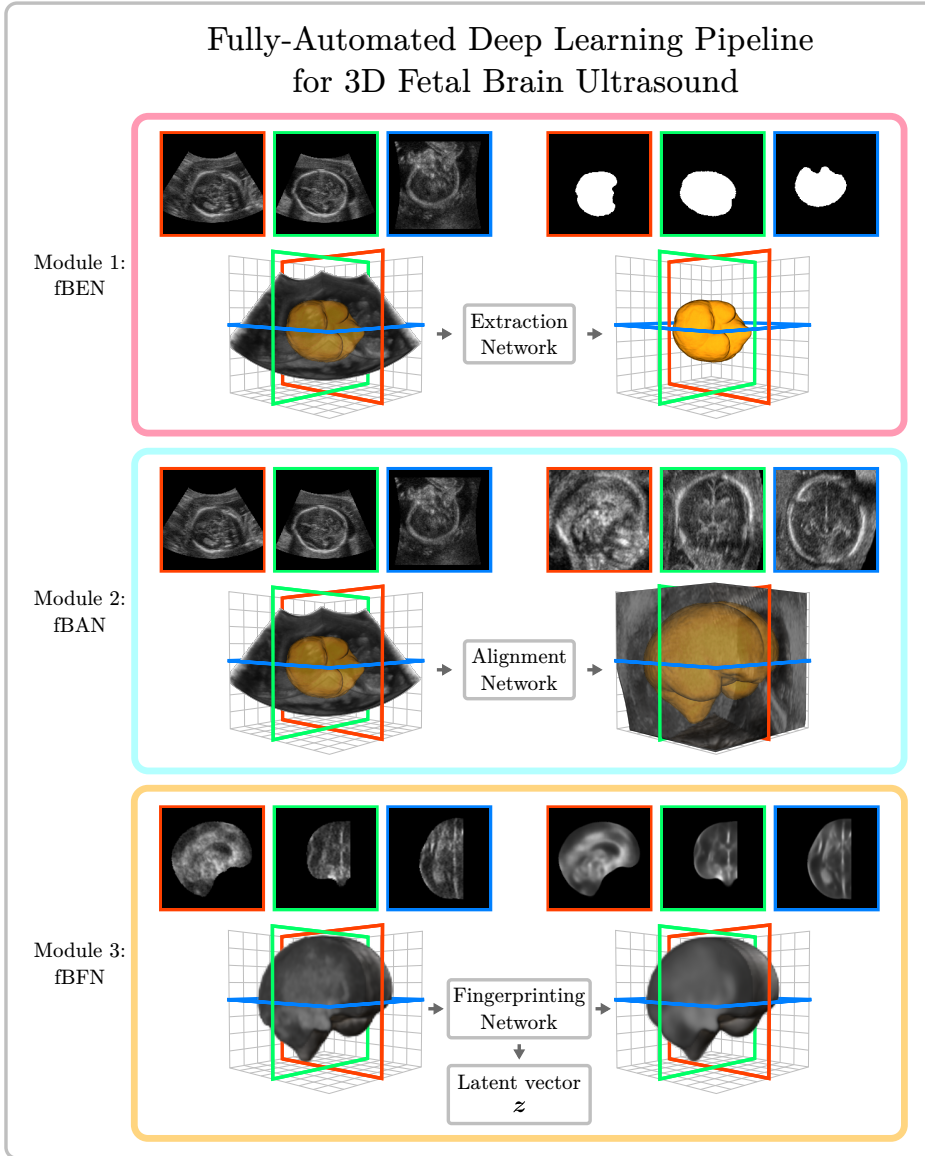 Fully-Automated Deep Learning Pipeline
for 3D Fetal Brain Ultrasound
Module 1:
fBEN
Extraction
Network
Module 2:
fBAN
Alignment
Network
Module 3:
fBFN
Fingerprinting
Network
Latent vector
z